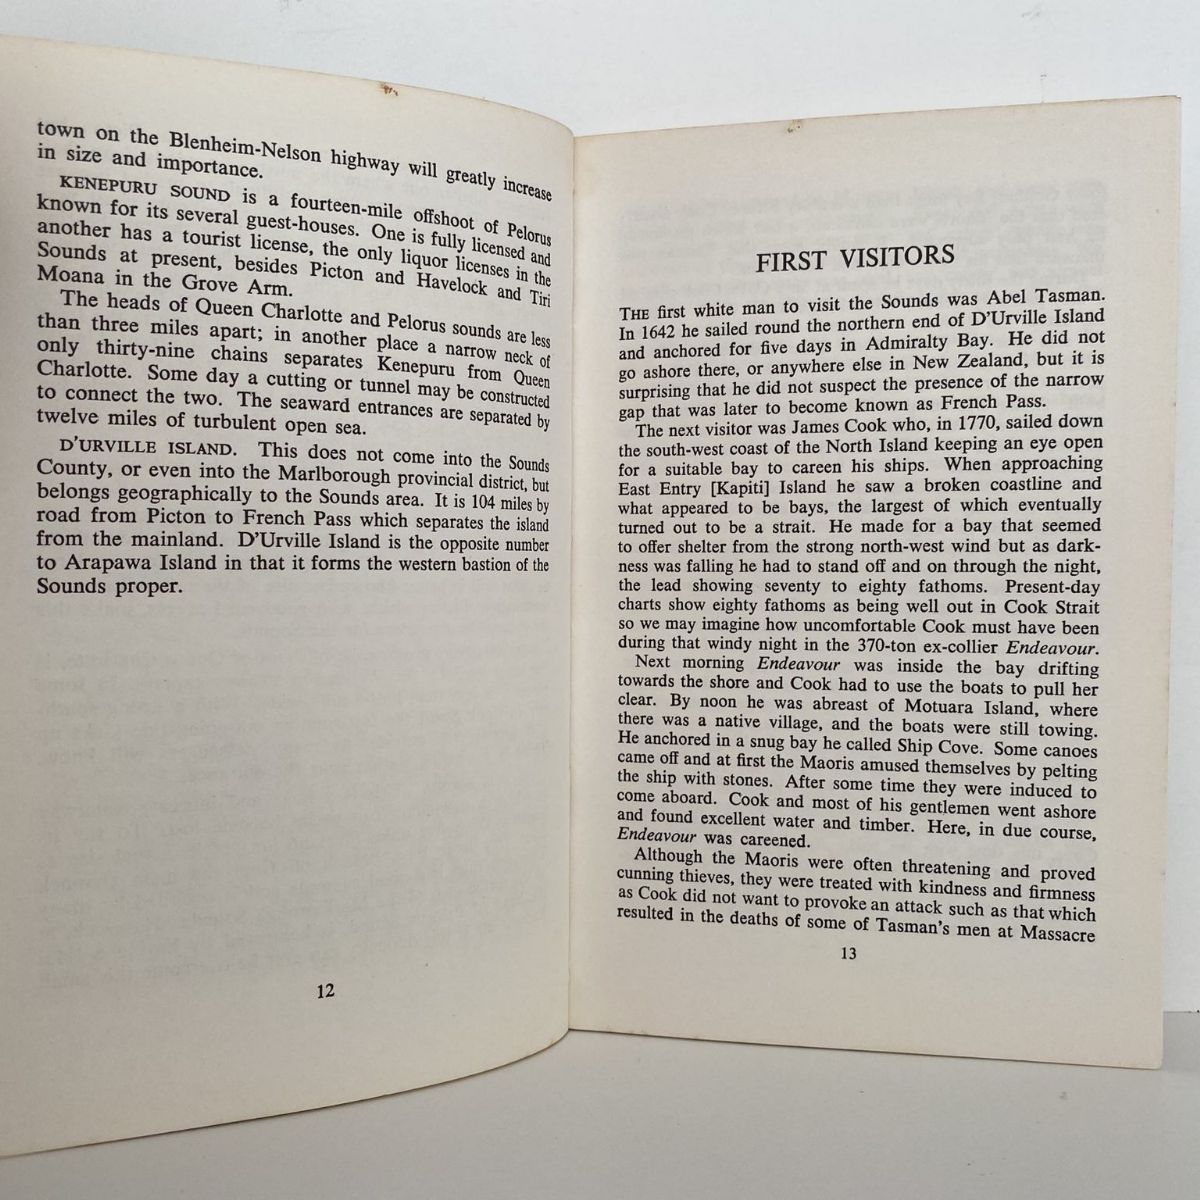 town on the Blenheim-Nelson highway will greatly increase
in size and importance.
KENEPURU SOUND is a fourteen-mile offshoot of Pelorus
known for its several guest-houses. One is fully licensed and
another has a tourist license, the only liquor licenses in the
Sounds at present, besides Picton and Havelock and Tiri
Moana in the Grove Arm.
The heads of Queen Charlotte and Pelorus sounds are less
than three miles apart; in another place a narrow neck of
only thirty-nine chains separates Kenepuru from Queen
Charlotte. Some day a cutting or tunnel may be constructed
to connect the two. The seaward entrances are separated by
twelve miles of turbulent open sea.
D'URVILLE ISLAND. This does not come into the Sounds
County, or even into the Marlborough provincial district, but
belongs geographically to the Sounds area. It is 104 miles by
road from Picton to French Pass which separates the island
from the mainland. D'Urville Island is the opposite number
to Arapawa Island in that it forms the western bastion of the
Sounds proper.
12
FIRST VISITORS
THE first white man to visit the Sounds was Abel Tasman.
In 1642 he sailed round the northern end of D'Urville Island
and anchored for five days in Admiralty Bay. He did not
go ashore there, or anywhere else in New Zealand, but it is
surprising that he did not suspect the presence of the narrow
gap that was later to become known as French Pass.
The next visitor was James Cook who, in 1770, sailed down
the south-west coast of the North Island keeping an eye open
for a suitable bay to careen his ships. When approaching
East Entry [Kapiti] Island he saw a broken coastline and
what appeared to be bays, the largest of which eventually
turned out to be a strait. He made for a bay that seemed
to offer shelter from the strong north-west wind but as dark-
ness was falling he had to stand off and on through the night,
the lead showing seventy to eighty fathoms. Present-day
charts show eighty fathoms as being well out in Cook Strait
so we may imagine how uncomfortable Cook must have been
during that windy night in the 370-ton ex-collier Endeavour.
Next morning Endeavour was inside the bay drifting
towards the shore and Cook had to use the boats to pull her
clear. By noon he was abreast of Motuara Island, where
there was a native village, and the boats were still towing.
He anchored in a snug bay he called Ship Cove. Some canoes
came off and at first the Maoris amused themselves by pelting
the ship with stones. After some time they were induced to
come aboard. Cook and most of his gentlemen went ashore
and found excellent water and timber. Here, in due course,
Endeavour was careened.
Although the Maoris were often threatening and proved
cunning thieves, they were treated with kindness and firmness
as Cook did not want to provoke an attack such as that which
resulted in the deaths of some of Tasman's men at Massacre
13